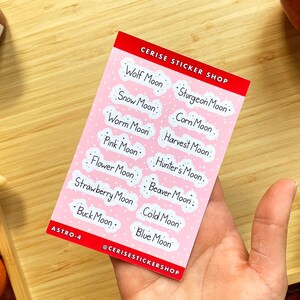 CERISE STICKER SHOP
Wolf Moon
Snow Moon
Worm Moon
Pink Moon
Flower Moon
Strawberry Moon
Buck Moon
Sturgeon Moon
Corn Moon
Harvest Moon
Hunter's Moon
Beaver Moon
Cold Moon
Blue Moon
ASTRO-4
@CERISESTICKERSHOP